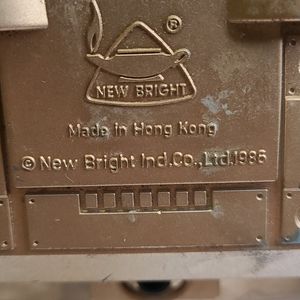 ®
NEW BRIGHT
Made in Hong Kong
© New Bright Ind. Co., Ltd. 1986